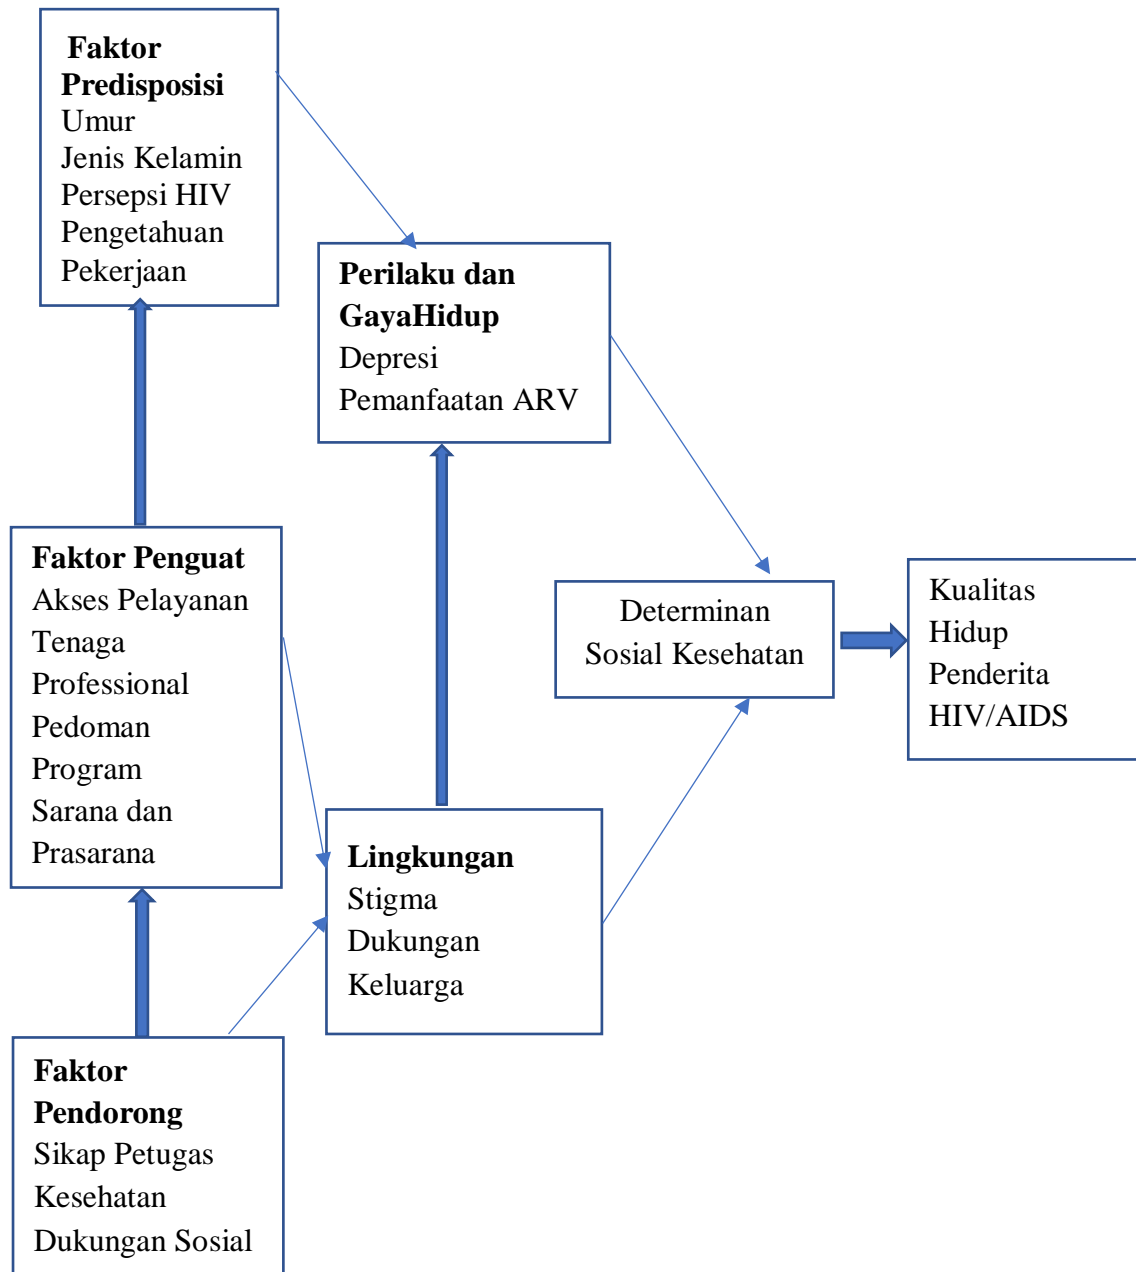 Faktor
Predisposisi
Umur
Jenis Kelamin
Persepsi HIV
Pengetahuan
Pekerjaan
Perilaku dan
GayaHidup
Depresi
Pemanfaatan ARV
Faktor Penguat
Akses Pelayanan
Tenaga
Professional
Pedoman
Program
Sarana dan
Prasarana
Determinan
Sosial Kesehatan
Kualitas
Hidup
Penderita
HIV/AIDS
Lingkungan
Stigma
Dukungan
Keluarga
Faktor
Pendorong
Sikap Petugas
Kesehatan
Dukungan Sosial